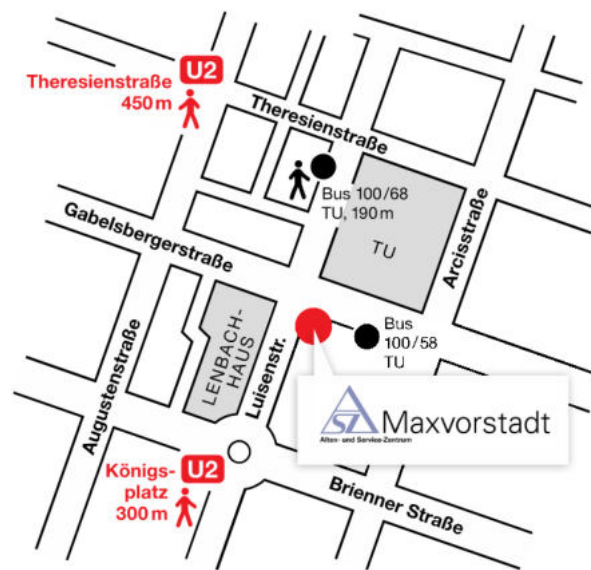 U2
Theresienstraße
450 m
Theresienstraße
Bus 100/68
TU, 190 m
TU
Arcisstraße
Gabelsbergerstraße
Bus
100/58
TU
LENBACH-
HAUS
Luisenstr.
Augustenstraße
SZ Maxvorstadt
Alten- und Service-Zentrum
Königs-
platz
300 m
U2
Brienner Straße